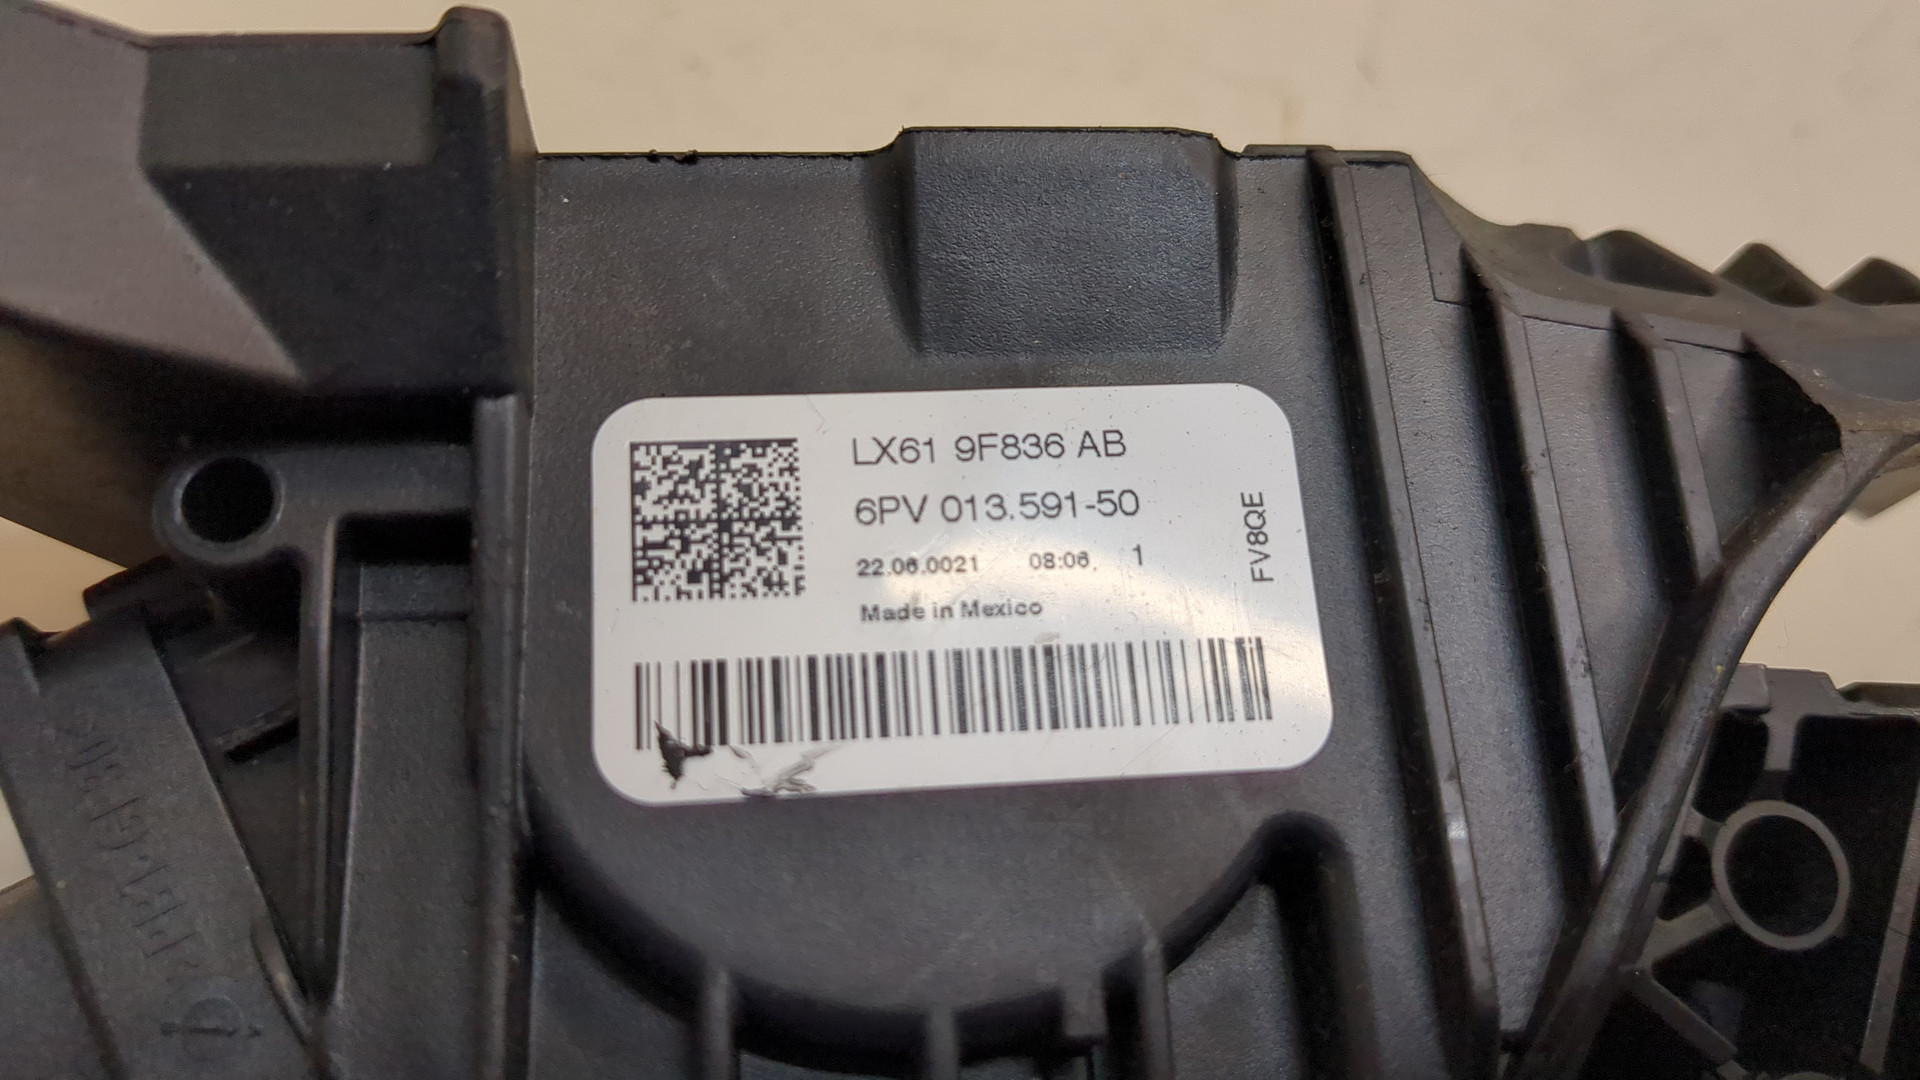 LX61 9F836 AB
6PV 013.591-50
22.06.0021 08:06. 1
Made in Mexico
FV8QE